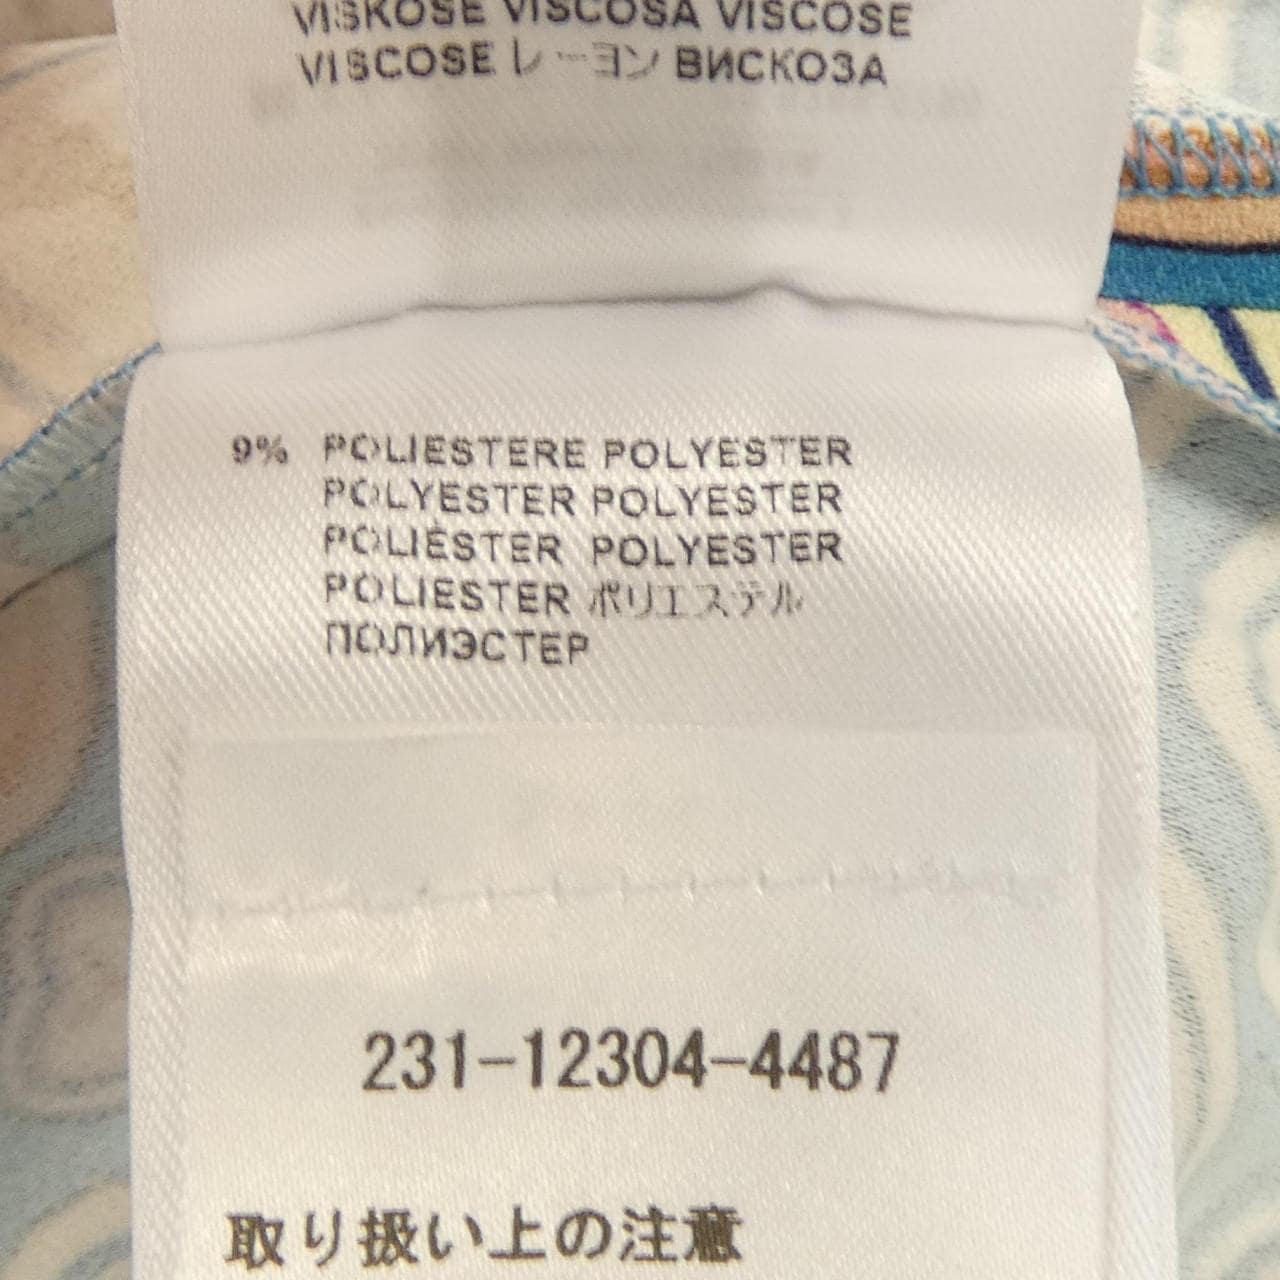 VISKOSE VISCOSA VISCOSE
VISCOSE レーヨン ВИСКОЗА
9% POLIESTERE POLYESTER
POLYESTER POLYESTER
POLIÉSTER POLYESTER
POLIESTER ポリエステル
ПОЛИЭСТЕР
231-12304-4487
取り扱い上の注意